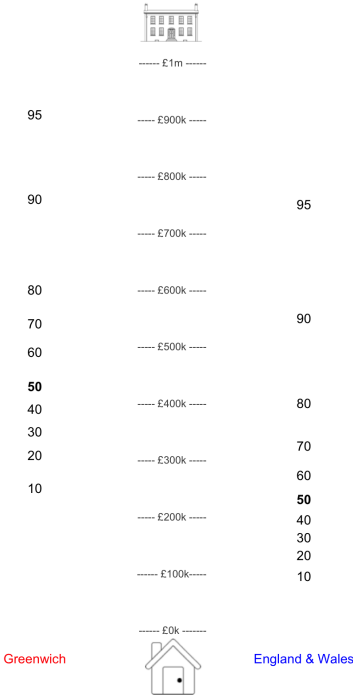 ------ £1m ------
95
----- £900k -----
----- £800k -----
90
95
----- £700k -----
80
----- £600k -----
90
70
----- £500k -----
60
50
----- £400k -----
80
40
30
70
20
----- £300k -----
60
10
50
----- £200k -----
40
30
20
------ £100k-----
10
------ £0k -------
Greenwich
England & Wales